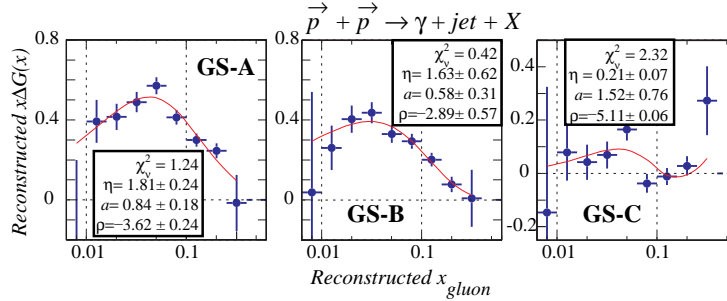 p⃗ + p⃗ → γ + jet + X
Reconstructed xΔG(x)
0.8
0.4
0
GS-A
χ²ᵥ = 1.24
η= 1.81± 0.24
a= 0.84 ± 0.18
ρ=−3.62 ± 0.24
0.01
0.1
χ²ᵥ = 0.42
η= 1.63± 0.62
a= 0.58± 0.31
ρ=−2.89± 0.57
0.8
0.4
0
GS-B
0.01
0.1
χ²ᵥ = 2.32
η= 0.21± 0.07
a= 1.52± 0.76
ρ=−5.11± 0.06
0.4
0.2
0
-0.2
GS-C
0.01
0.1
Reconstructed x gluon